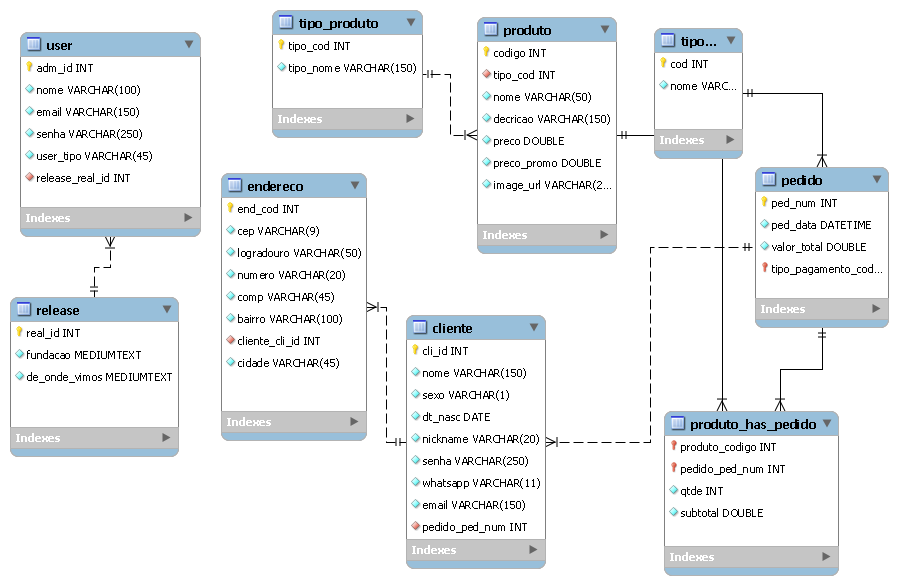 user
adm_id INT
nome VARCHAR(100)
email VARCHAR(150)
senha VARCHAR(250)
user_tipo VARCHAR(45)
release_real_id INT
Indexes
tipo_produto
tipo_cod INT
tipo_nome VARCHAR(150)
Indexes
produto
codigo INT
tipo_cod INT
nome VARCHAR(50)
decricao VARCHAR(150)
preco DOUBLE
preco_promo DOUBLE
image_url VARCHAR(2...
Indexes
tipo...
cod INT
nome VARC...
Indexes
endereco
end_cod INT
cep VARCHAR(9)
logradouro VARCHAR(50)
numero VARCHAR(20)
comp VARCHAR(45)
bairro VARCHAR(100)
cliente_cli_id INT
cidade VARCHAR(45)
Indexes
pedido
ped_num INT
ped_data DATETIME
valor_total DOUBLE
tipo_pagamento_cod...
Indexes
release
real_id INT
fundacao MEDIUMTEXT
de_onde_vimos MEDIUMTEXT
Indexes
cliente
cli_id INT
nome VARCHAR(150)
sexo VARCHAR(1)
dt_nasc DATE
nickname VARCHAR(20)
senha VARCHAR(250)
whatsapp VARCHAR(11)
email VARCHAR(150)
pedido_ped_num INT
Indexes
produto_has_pedido
produto_codigo INT
pedido_ped_num INT
qtde INT
subtotal DOUBLE
Indexes